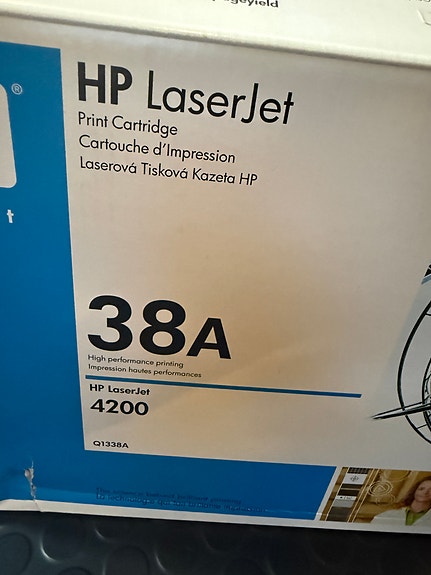 HP LaserJet
Print Cartridge
Cartouche d'Impression
Laserová Tisková Kazeta HP
®
t
38A
High performance printing
Impression hautes performances
HP LaserJet
4200
Q1338A